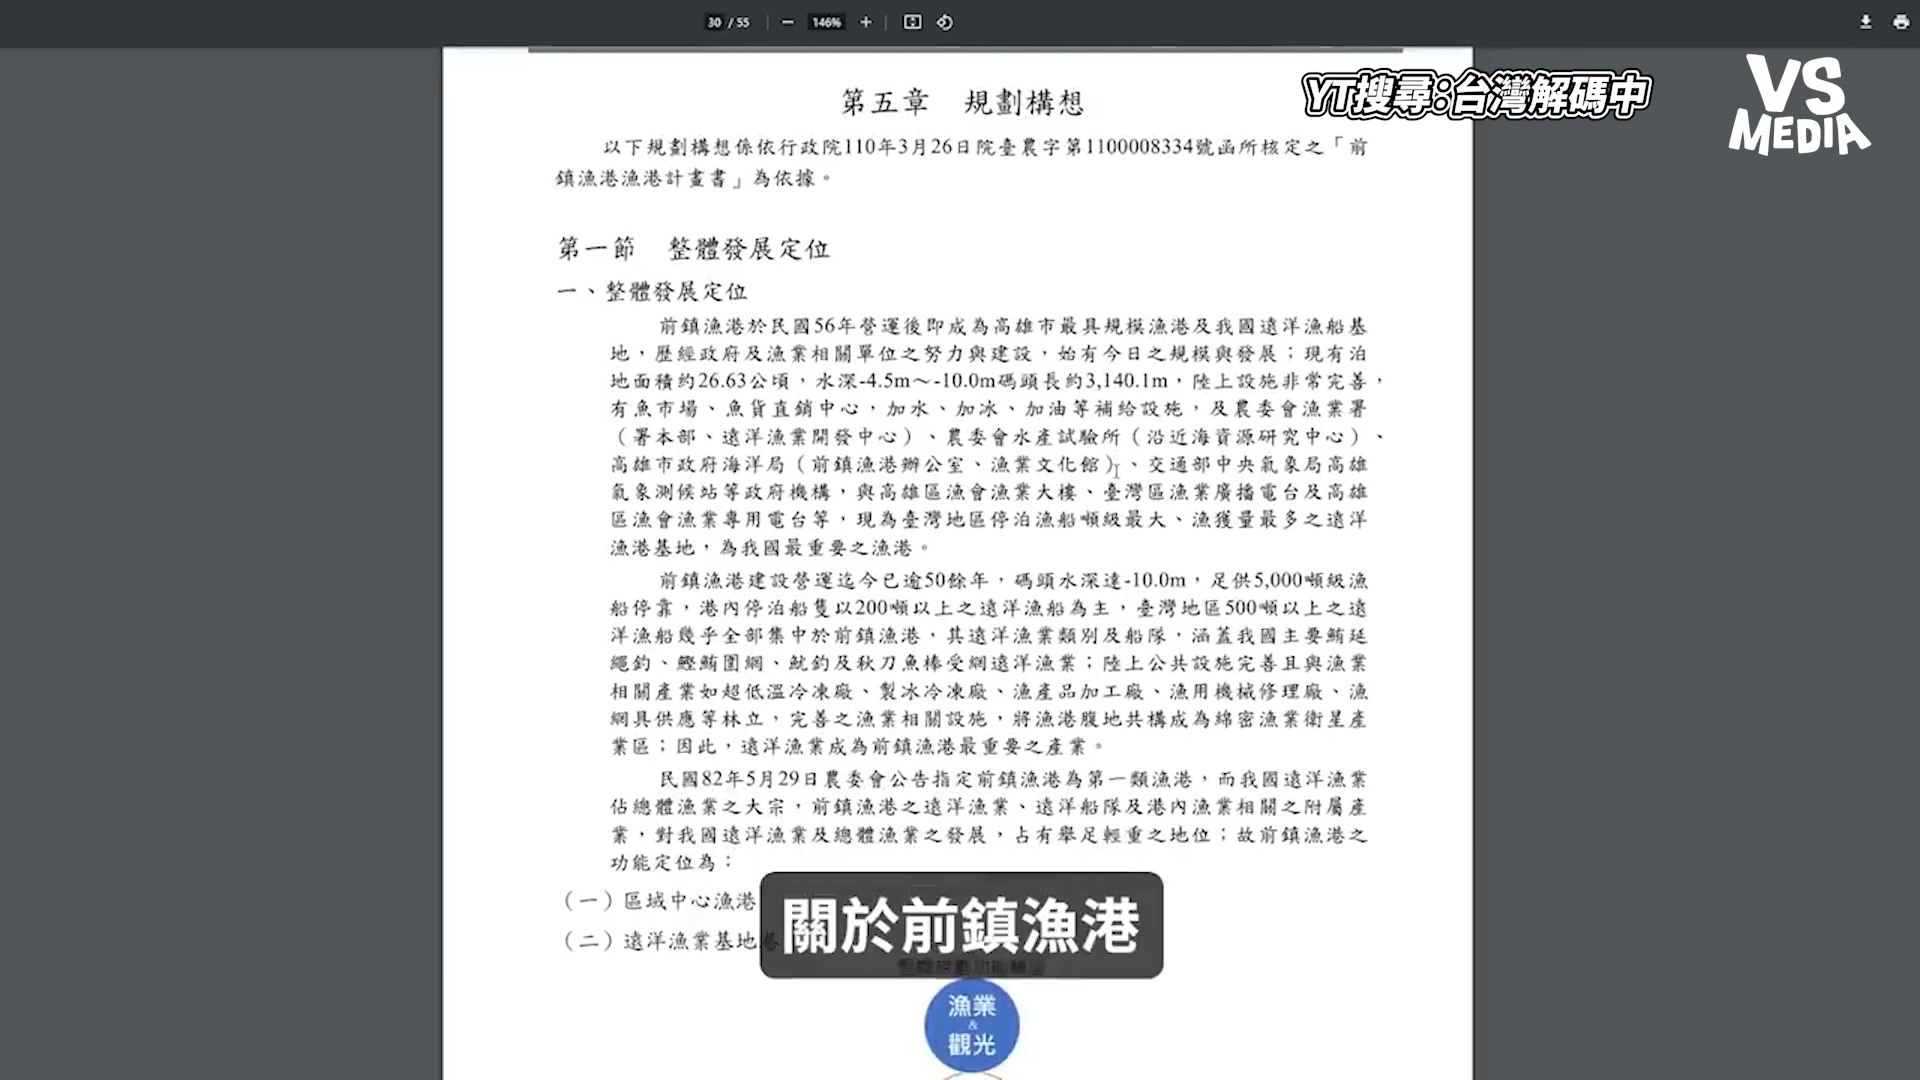 30 / 55
146%
YT搜尋:台灣解碼中
VS
MEDIA
第五章 規劃構想
以下規劃構想係依行政院110年3月26日院臺農字第1100008334號函所核定之「前
鎮漁港漁港計畫書」為依據。
第一節 整體發展定位
一、整體發展定位
前鎮漁港於民國56年營運後即成為高雄市最具規模漁港及我國遠洋漁船基
地，歷經政府及漁業相關單位之努力與建設，始有今日之規模與發展；現有泊
地面積約26.63公頃，水深-4.5m～-10.0m碼頭長約3,140.1m，陸上設施非常完善，
有魚市場、魚貨直銷中心，加水、加冰、加油等補給設施，及農委會漁業署
（署本部、遠洋漁業開發中心）、農委會水產試驗所（沿近海資源研究中心）、
高雄市政府海洋局（前鎮漁港辦公室、漁業文化館）、交通部中央氣象局高雄
氣象測候站等政府機構，與高雄區漁會漁業大樓、臺灣區漁業廣播電台及高雄
區漁會漁業專用電台等，現為臺灣地區停泊漁船噸級最大、漁獲量最多之遠洋
漁港基地，為我國最重要之漁港。
前鎮漁港建設營運迄今已逾50餘年，碼頭水深達-10.0m，足供5,000噸級漁
船停靠，港內停泊船隻以200噸以上之遠洋漁船為主，臺灣地區500噸以上之遠
洋漁船幾乎全部集中於前鎮漁港，其遠洋漁業類別及船隊，涵蓋我國主要鮪延
繩釣、鰹鮪圍網、魷釣及秋刀魚棒受網遠洋漁業；陸上公共設施完善且與漁業
相關產業如超低溫冷凍廠、製冰冷凍廠、漁產品加工廠、漁用機械修理廠、漁
網具供應等林立，完善之漁業相關設施，將漁港腹地共構成為綿密漁業衛星產
業區；因此，遠洋漁業成為前鎮漁港最重要之產業。
民國82年5月29日農委會公告指定前鎮漁港為第一類漁港，而我國遠洋漁業
佔總體漁業之大宗，前鎮漁港之遠洋漁業、遠洋船隊及港內漁業相關之附屬產
業，對我國遠洋漁業及總體漁業之發展，占有舉足輕重之地位；故前鎮漁港之
功能定位為：
（一）區域中心漁港
（二）遠洋漁業基地
關於前鎮漁港
漁業
&
觀光